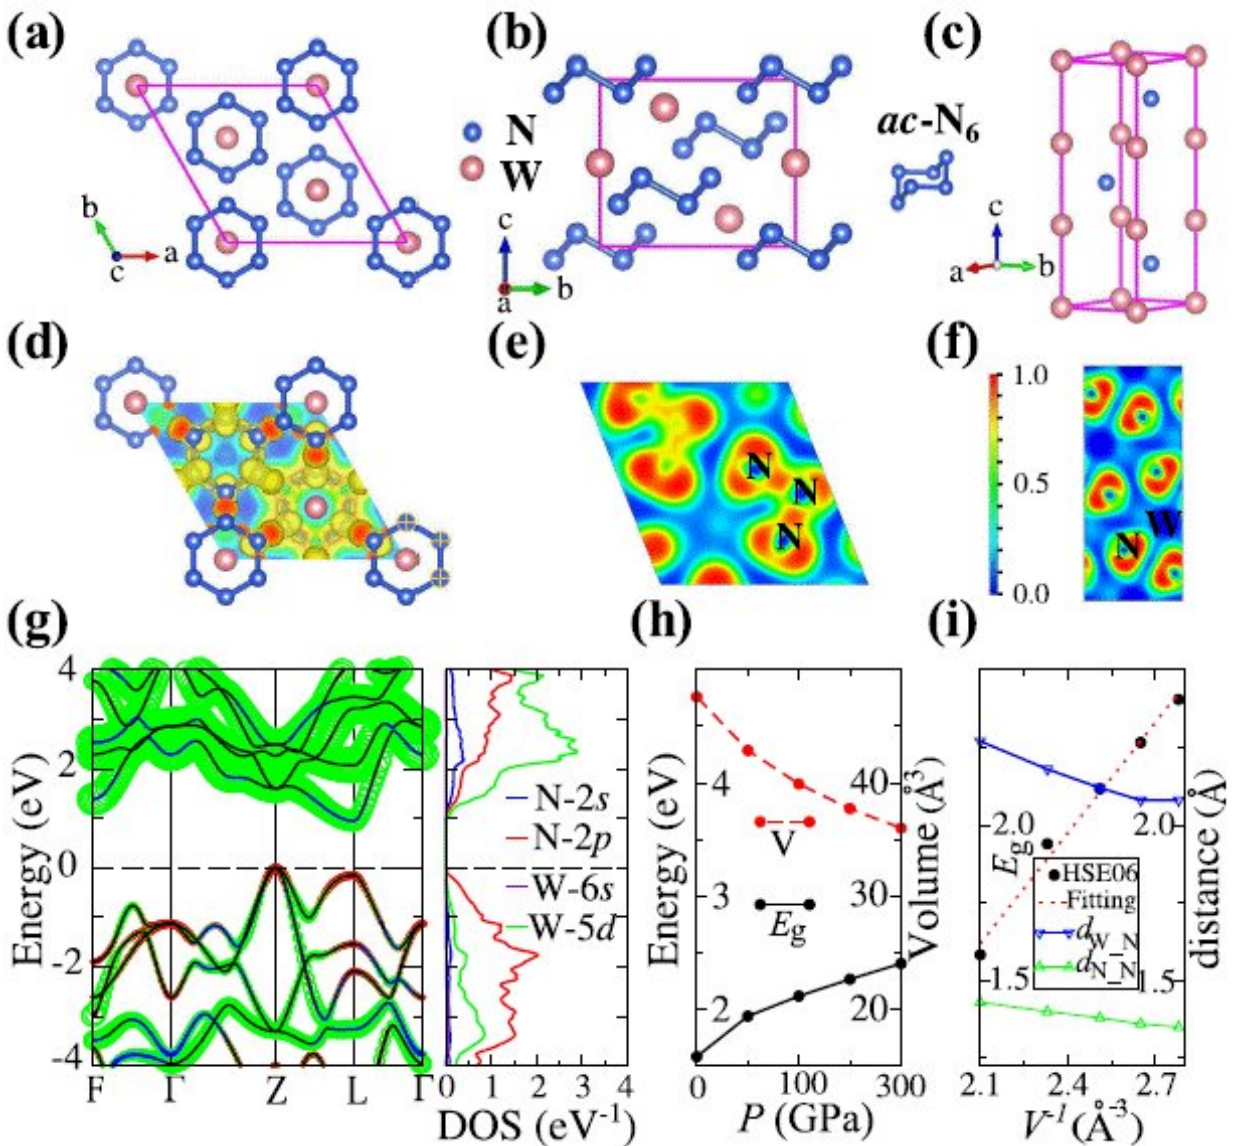 (a) (b) (c)
N
W
ac-N6
b
c a
c
a b
c
a b
(d) (e) (f)
N
N
N
1.0
0.5
0.0
W
N
(g) (h) (i)
4
2
0
-2
-4
Energy (eV)
F Γ Z L Γ
N-2s
N-2p
W-6s
W-5d
0 1 2 3 4
DOS (eV-1)
4
3
2
Energy (eV)
V
Eg
40
30
20
Volume (Å3
0 100 300
P (GPa)
2.0
1.5
Eg
HSE06
Fitting
dW_N
dN_N
2.0
1.5
distance (Å)
2.1 2.4 2.7
V-1 (Å-3)